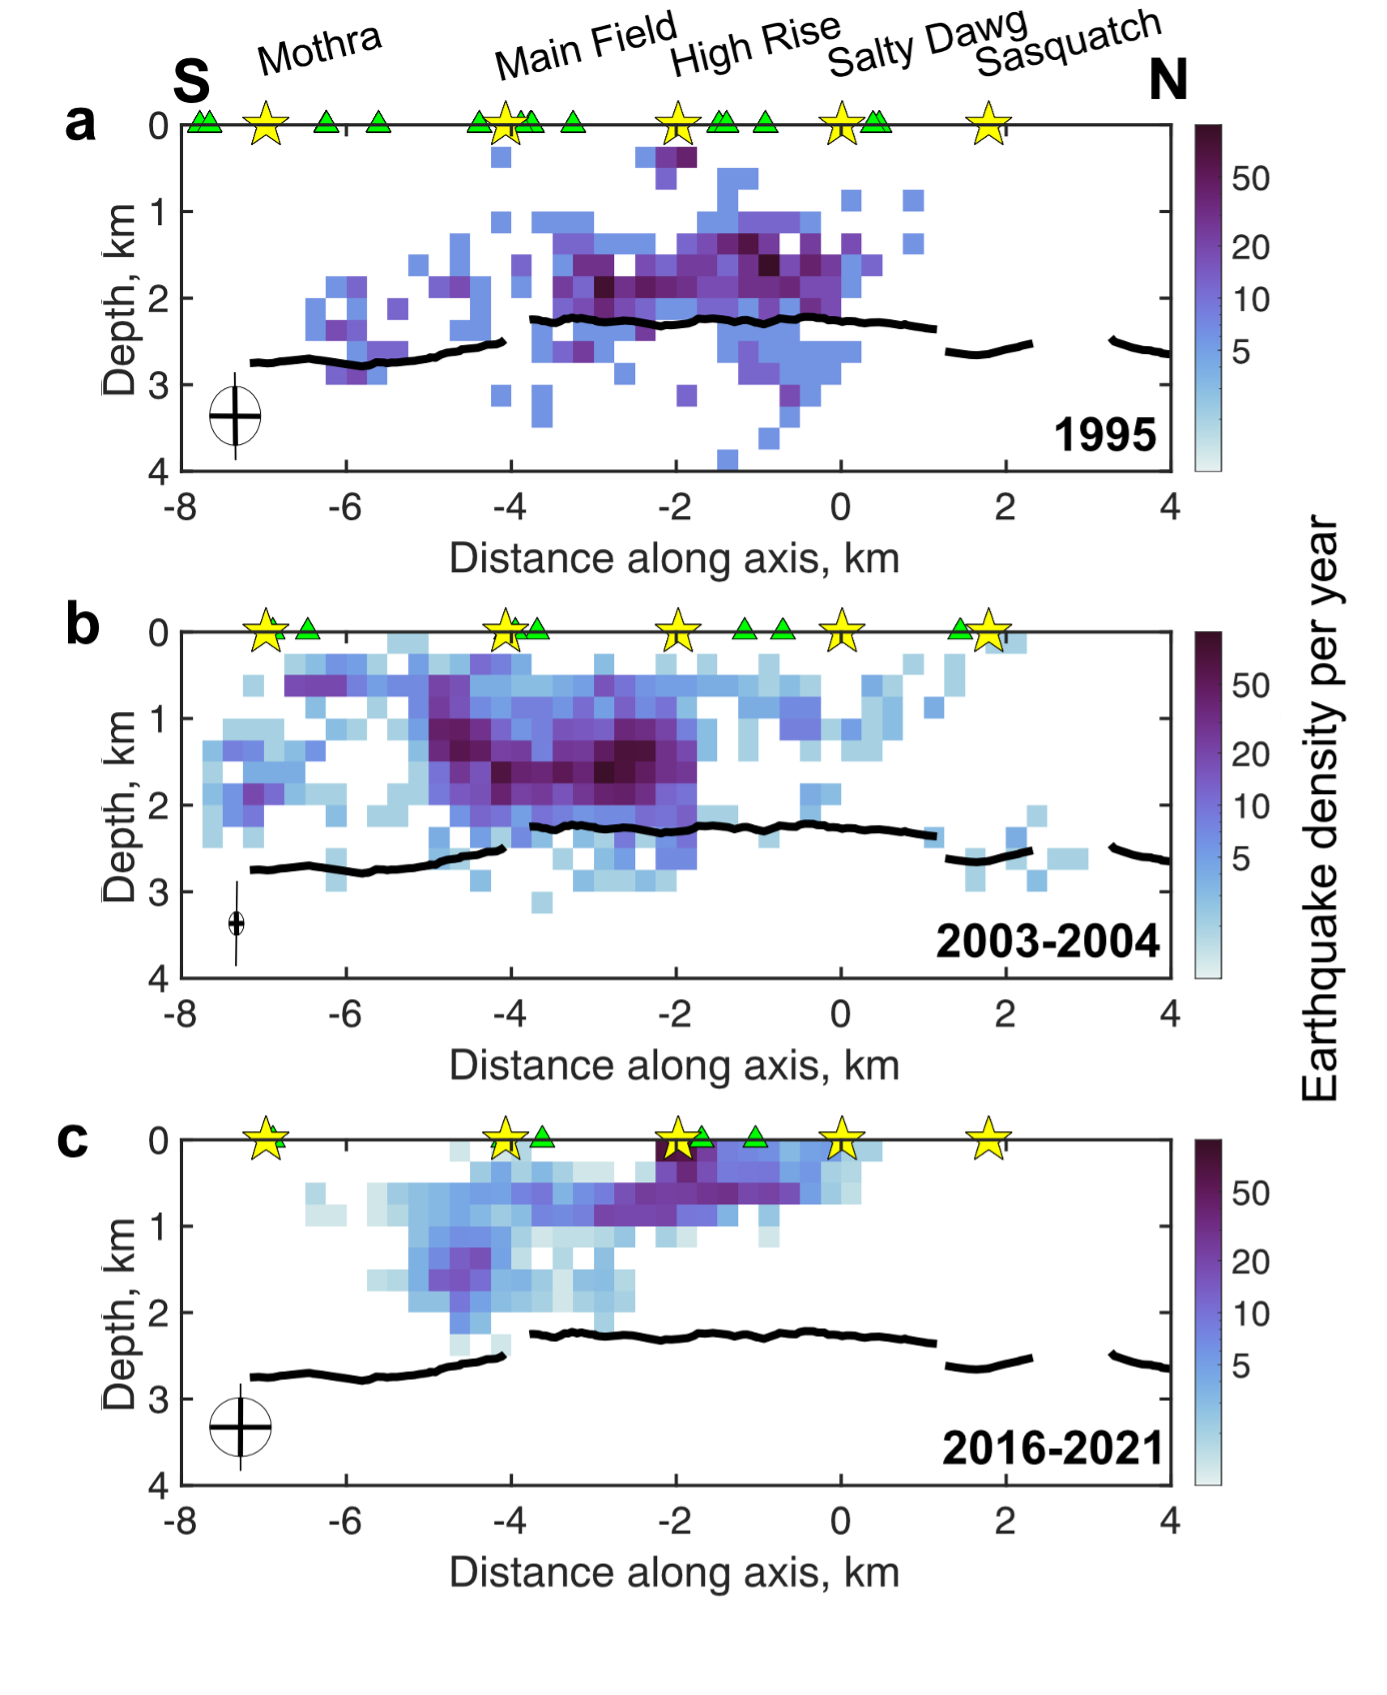 Mothra
Main Field
High Rise
Salty Dawg
Sasquatch
S
N
a
0
1
2
3
4
Depth, km
1995
-8 -6 -4 -2 0 2 4
Distance along axis, km
50
20
10
5
b
0
1
2
3
4
Depth, km
2003-2004
-8 -6 -4 -2 0 2 4
Distance along axis, km
50
20
10
5
Earthquake density per year
c
0
1
2
3
4
Depth, km
2016-2021
-8 -6 -4 -2 0 2 4
Distance along axis, km
50
20
10
5